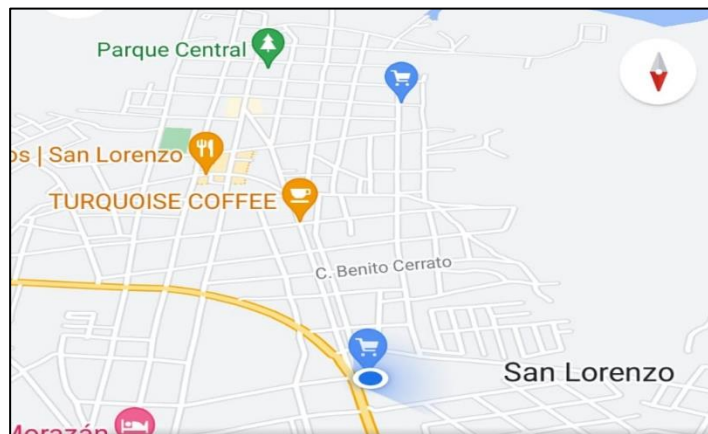 Parque Central
os | San Lorenzo
TURQUOISE COFFEE
C. Benito Cerrato
San Lorenzo
Morazán